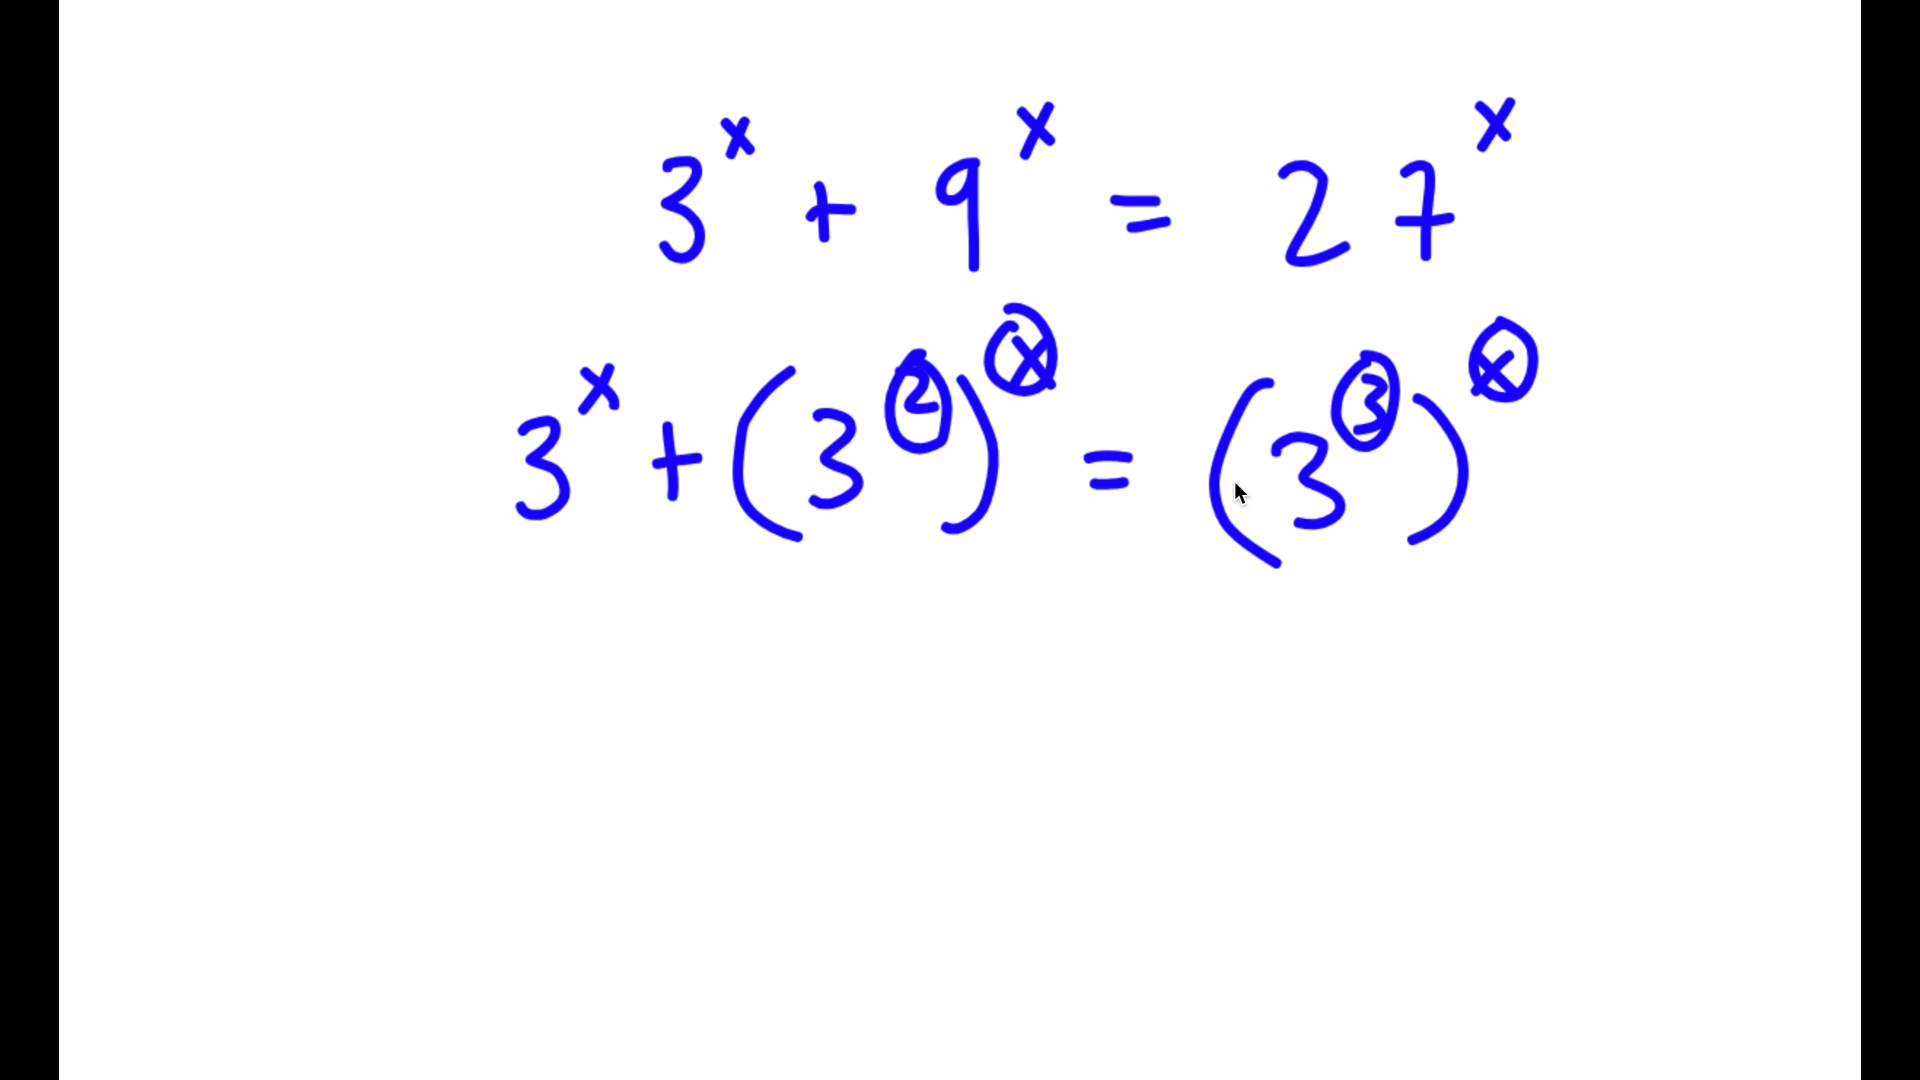 3^x + 9^x = 27^x
3^x + (3^2)^x = (3^3)^x